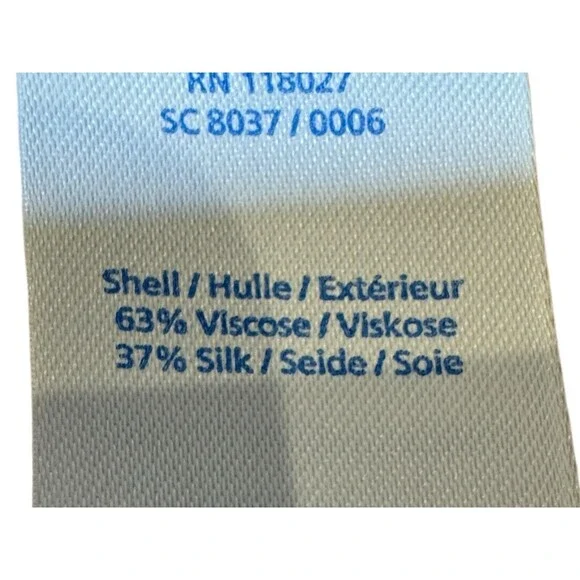 RN 118027
SC 8037 / 0006
Shell / Hulle / Extérieur
63% Viscose / Viskose
37% Silk / Seide / Soie